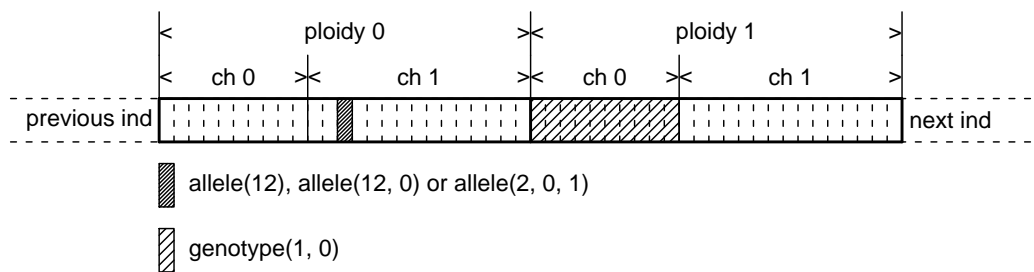 < ploidy 0 >< ploidy 1 >
< ch 0 >< ch 1 >< ch 0 >< ch 1 >
previous ind next ind
allele(12), allele(12, 0) or allele(2, 0, 1)
genotype(1, 0)